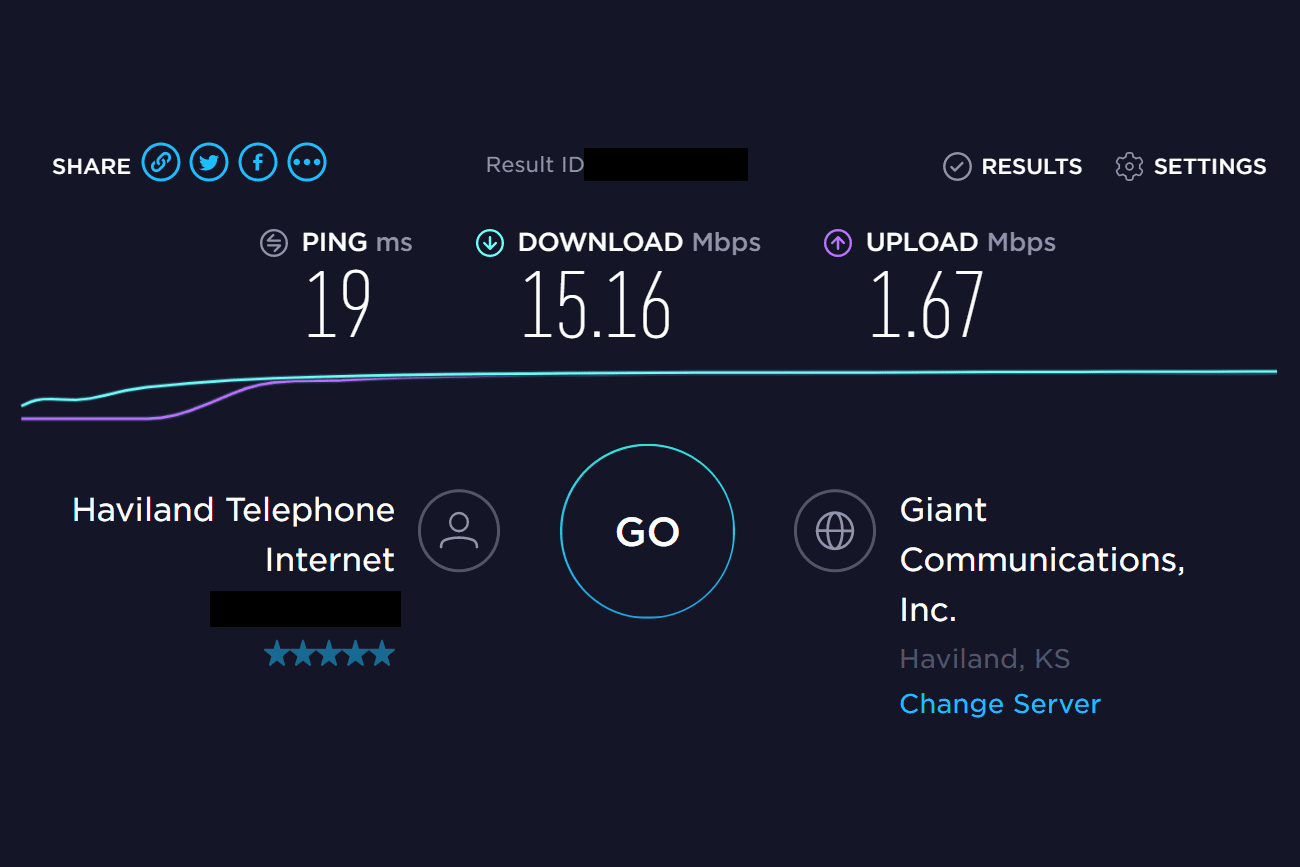 SHARE
Result ID
RESULTS
SETTINGS
PING ms
DOWNLOAD Mbps
UPLOAD Mbps
19
15.16
1.67
Haviland Telephone
Internet
GO
Giant
Communications,
Inc.
Haviland, KS
Change Server